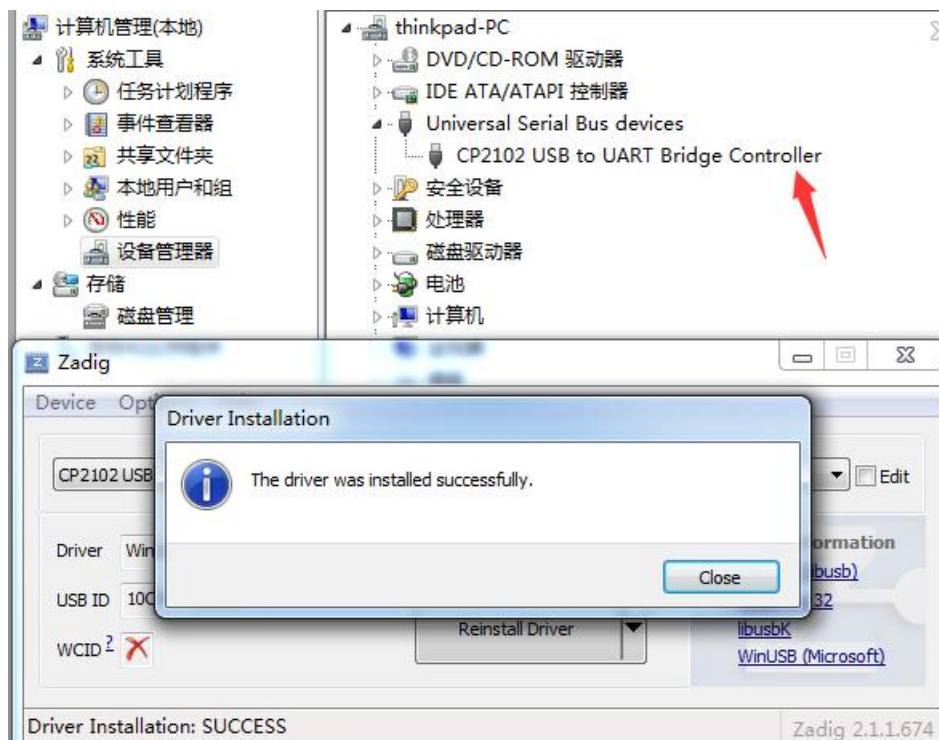 计算机管理(本地)
系统工具
任务计划程序
事件查看器
共享文件夹
本地用户和组
性能
设备管理器
存储
磁盘管理
thinkpad-PC
DVD/CD-ROM 驱动器
IDE ATA/ATAPI 控制器
Universal Serial Bus devices
CP2102 USB to UART Bridge Controller
安全设备
处理器
磁盘驱动器
电池
计算机
Zadig
Device
Driver Installation
The driver was installed successfully.
Close
CP2102 USB
Edit
Driver
USB ID
WCID ?
Reinstall Driver
32
libusbK
WinUSB (Microsoft)
Driver Installation: SUCCESS
Zadig 2.1.1.674